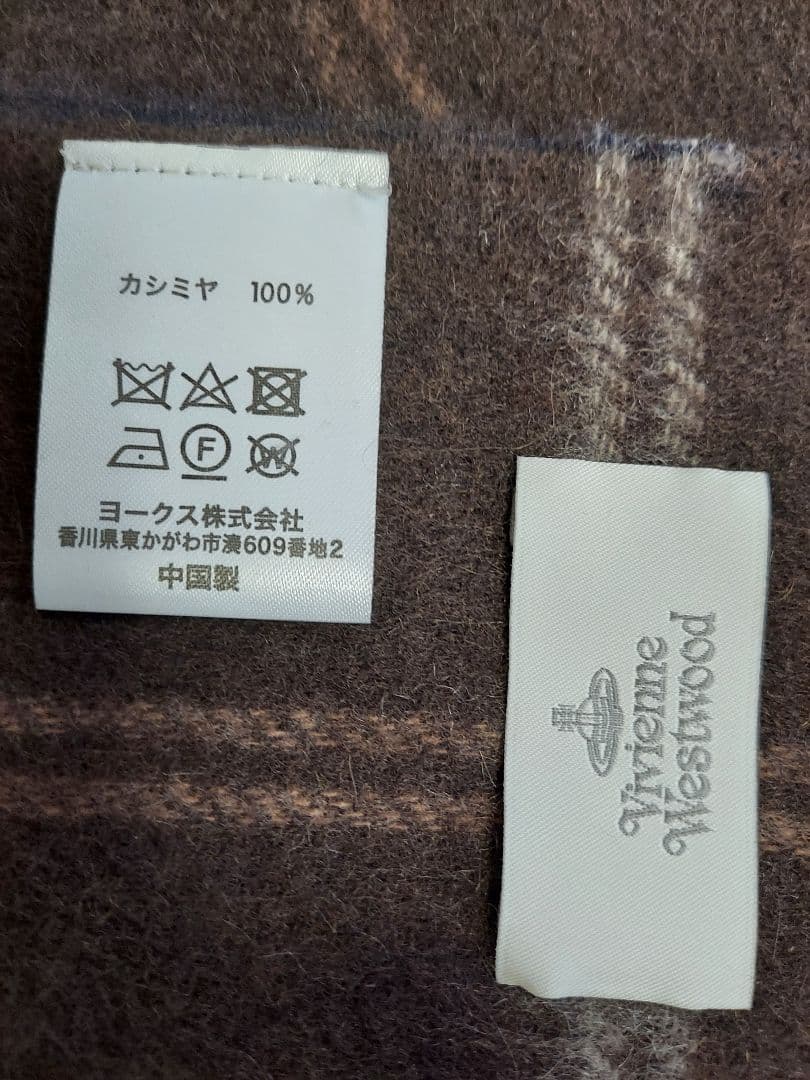 カシミヤ 100%
F
W
ヨークス株式会社
香川県東かがわ市湊609番地2
中国製
Vivienne
Westwood